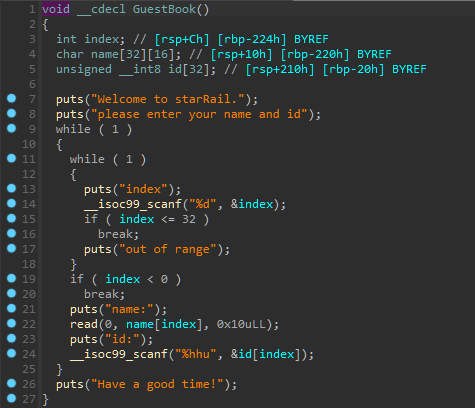 1 void __cdecl GuestBook()
2 {
3   int index; // [rsp+Ch] [rbp-224h] BYREF
4   char name[32][16]; // [rsp+10h] [rbp-220h] BYREF
5   unsigned __int8 id[32]; // [rsp+210h] [rbp-20h] BYREF
6
7   puts("Welcome to starRail.");
8   puts("please enter your name and id");
9   while ( 1 )
10   {
11     while ( 1 )
12     {
13       puts("index");
14       __isoc99_scanf("%d", &index);
15       if ( index <= 32 )
16         break;
17       puts("out of range");
18     }
19     if ( index < 0 )
20       break;
21     puts("name:");
22     read(0, name[index], 0x10uLL);
23     puts("id:");
24     __isoc99_scanf("%hhu", &id[index]);
25   }
26   puts("Have a good time!");
27 }